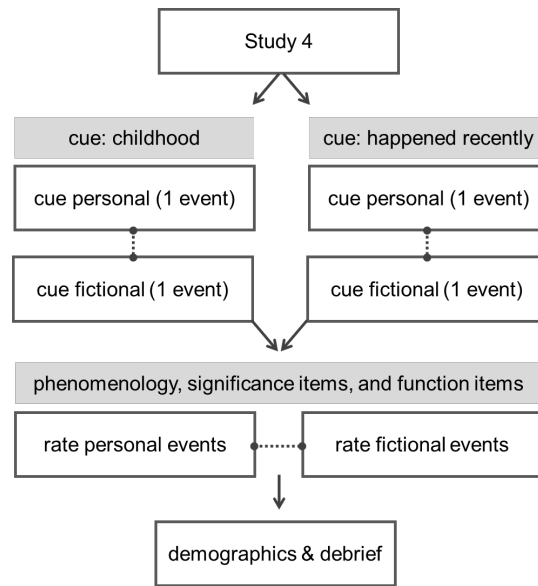 Study 4
cue: childhood
cue: happened recently
cue personal (1 event)
cue personal (1 event)
cue fictional (1 event)
cue fictional (1 event)
phenomenology, significance items, and function items
rate personal events
rate fictional events
demographics & debrief